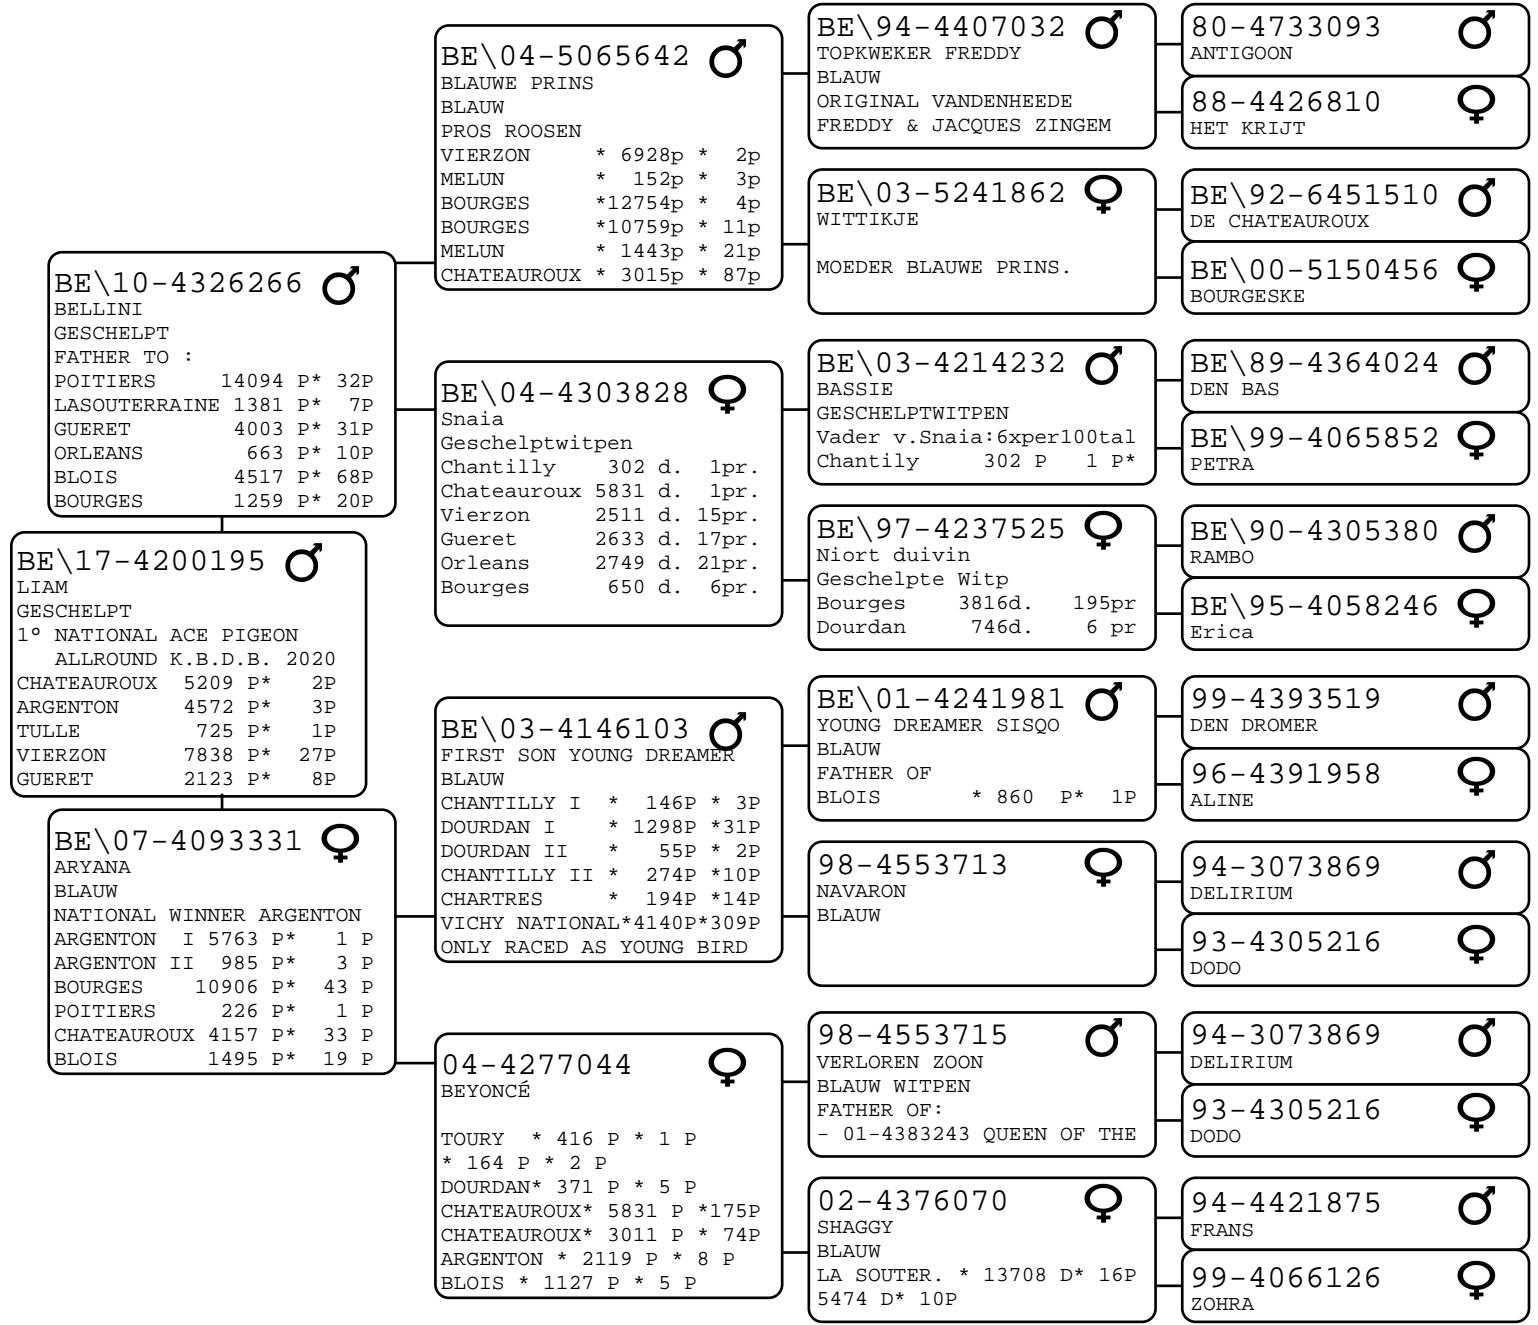 BE\17-4200195 ♂
LIAM
GESCHELPT
1° NATIONAL ACE PIGEON
ALLROUND K.B.D.B. 2020
CHATEAUROUX 5209 P* 2P
ARGENTON 4572 P* 3P
TULLE 725 P* 1P
VIERZON 7838 P* 27P
GUERET 2123 P* 8P
BE\10-4326266 ♂
BELLINI
GESCHELPT
FATHER TO :
POITIERS 14094 P* 32P
LASOUTERRAINE 1381 P* 7P
GUERET 4003 P* 31P
ORLEANS 663 P* 10P
BLOIS 4517 P* 68P
BOURGES 1259 P* 20P
BE\07-4093331 ♀
ARYANA
BLAUW
NATIONAL WINNER ARGENTON
ARGENTON I 5763 P* 1 P
ARGENTON II 985 P* 3 P
BOURGES 10906 P* 43 P
POITIERS 226 P* 1 P
CHATEAUROUX 4157 P* 33 P
BLOIS 1495 P* 19 P
BE\04-5065642 ♂
BLAUWE PRINS
BLAUW
PROS ROOSEN
VIERZON * 6928p * 2p
MELUN * 152p * 3p
BOURGES *12754p * 4p
BOURGES *10759p * 11p
MELUN * 1443p * 21p
CHATEAUROUX * 3015p * 87p
BE\04-4303828 ♀
Snaia
Geschelptwitpen
Chantilly 302 d. 1pr.
Chateauroux 5831 d. 1pr.
Vierzon 2511 d. 15pr.
Gueret 2633 d. 17pr.
Orleans 2749 d. 21pr.
Bourges 650 d. 6pr.
BE\03-4146103 ♂
FIRST SON YOUNG DREAMER
BLAUW
CHANTILLY I * 146P * 3P
DOURDAN I * 1298P *31P
DOURDAN II * 55P * 2P
CHANTILLY II * 274P *10P
CHARTRES * 194P *14P
VICHY NATIONAL*4140P*309P
ONLY RACED AS YOUNG BIRD
04-4277044 ♀
BEYONCÉ
TOURY * 416 P * 1 P
* 164 P * 2 P
DOURDAN* 371 P * 5 P
CHATEAUROUX* 5831 P *175P
CHATEAUROUX* 3011 P * 74P
ARGENTON * 2119 P * 8 P
BLOIS * 1127 P * 5 P
BE\94-4407032 ♂
TOPKWEKER FREDDY
BLAUW
ORIGINAL VANDENHEEDE
FREDDY & JACQUES ZINGEM
BE\03-5241862 ♀
WITTIKJE
MOEDER BLAUWE PRINS.
BE\03-4214232 ♂
BASSIE
GESCHELPTWITPEN
Vader v.Snaia:6xper100tal
Chantily 302 P 1 P*
BE\97-4237525 ♀
Niort duivin
Geschelpte Witp
Bourges 3816d. 195pr
Dourdan 746d. 6 pr
BE\01-4241981 ♂
YOUNG DREAMER SISQO
BLAUW
FATHER OF
BLOIS * 860 P* 1P
98-4553713 ♀
NAVARON
BLAUW
98-4553715 ♂
VERLOREN ZOON
BLAUW WITPEN
FATHER OF:
- 01-4383243 QUEEN OF THE
02-4376070 ♀
SHAGGY
BLAUW
LA SOUTER. * 13708 D* 16P
5474 D* 10P
80-4733093 ♂
ANTIGOON
88-4426810 ♀
HET KRIJT
BE\92-6451510 ♂
DE CHATEAUROUX
BE\00-5150456 ♀
BOURGESKE
BE\89-4364024 ♂
DEN BAS
BE\99-4065852 ♀
PETRA
BE\90-4305380 ♂
RAMBO
BE\95-4058246 ♀
Erica
99-4393519 ♂
DEN DROMER
96-4391958 ♀
ALINE
94-3073869 ♂
DELIRIUM
93-4305216 ♀
DODO
94-3073869 ♂
DELIRIUM
93-4305216 ♀
DODO
94-4421875 ♂
FRANS
99-4066126 ♀
ZOHRA